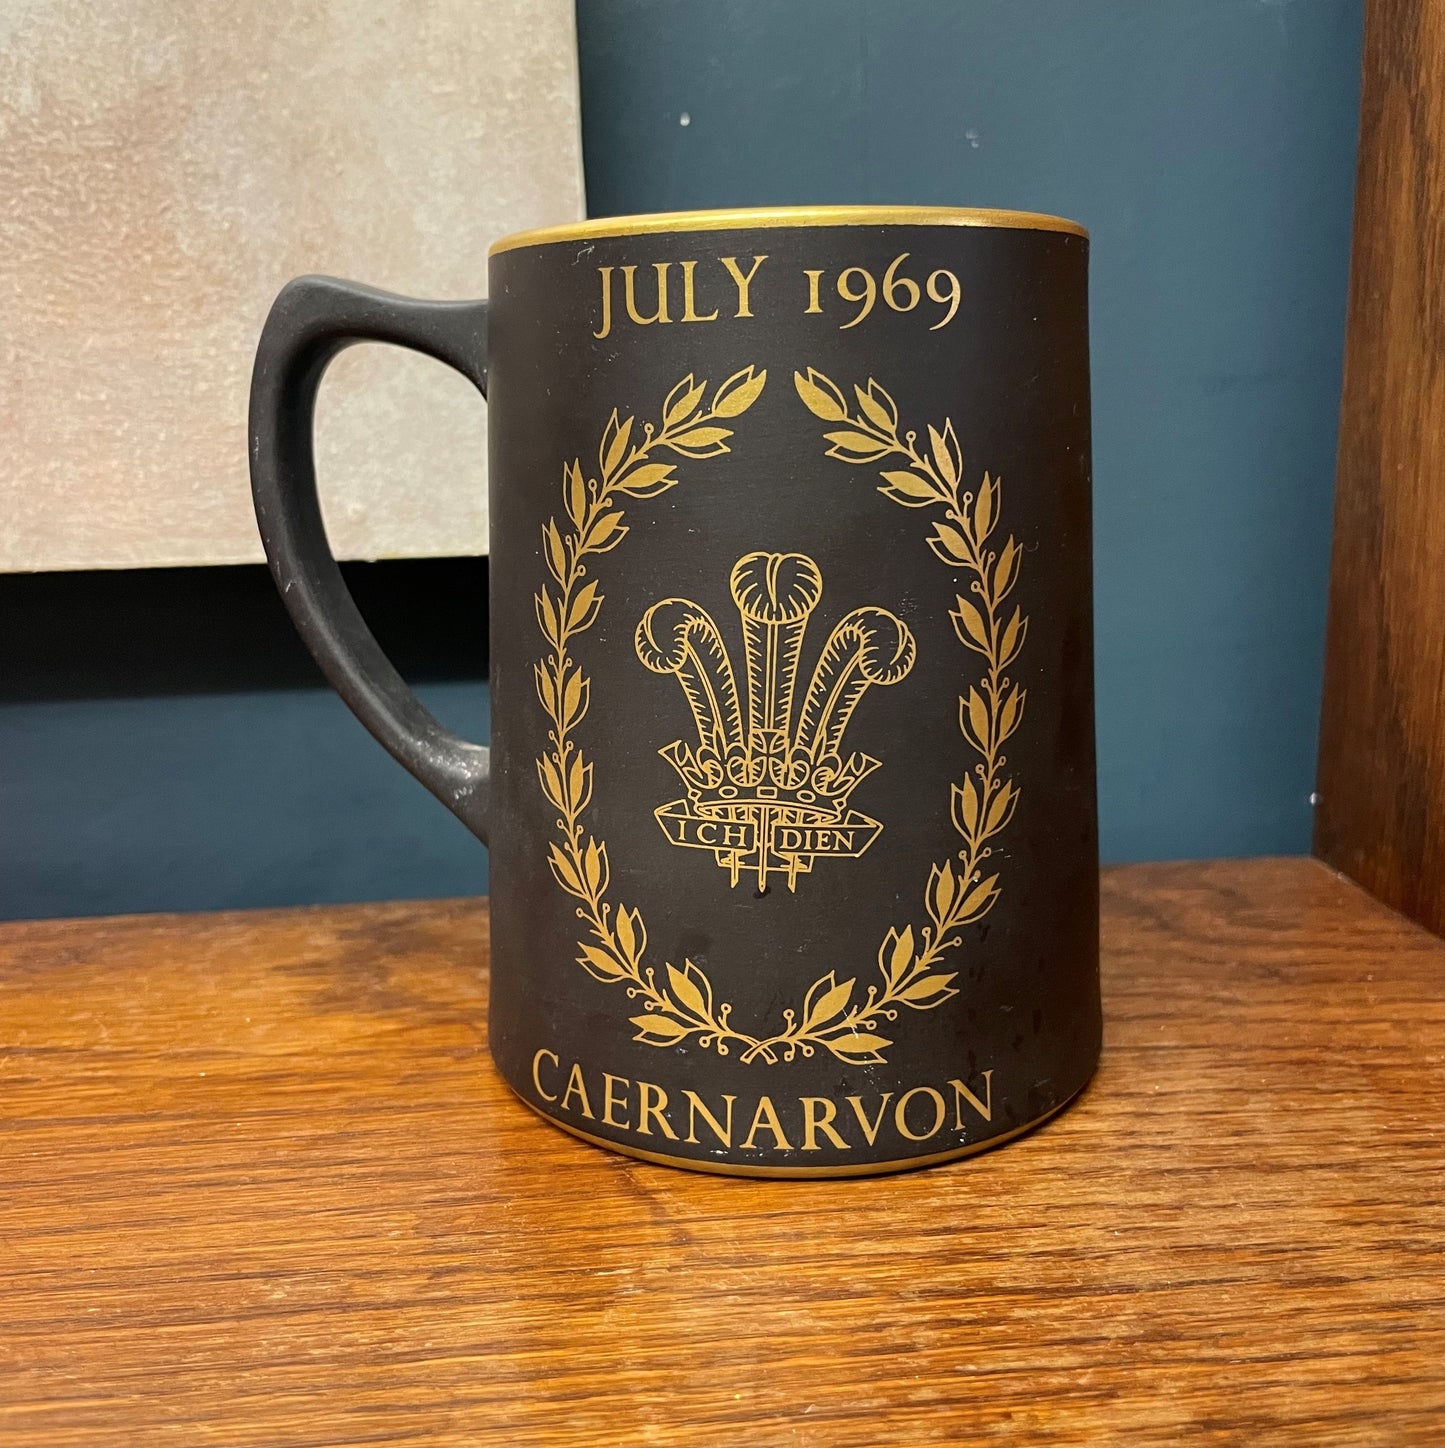 JULY 1969
ICH DIEN
CAERNARVON